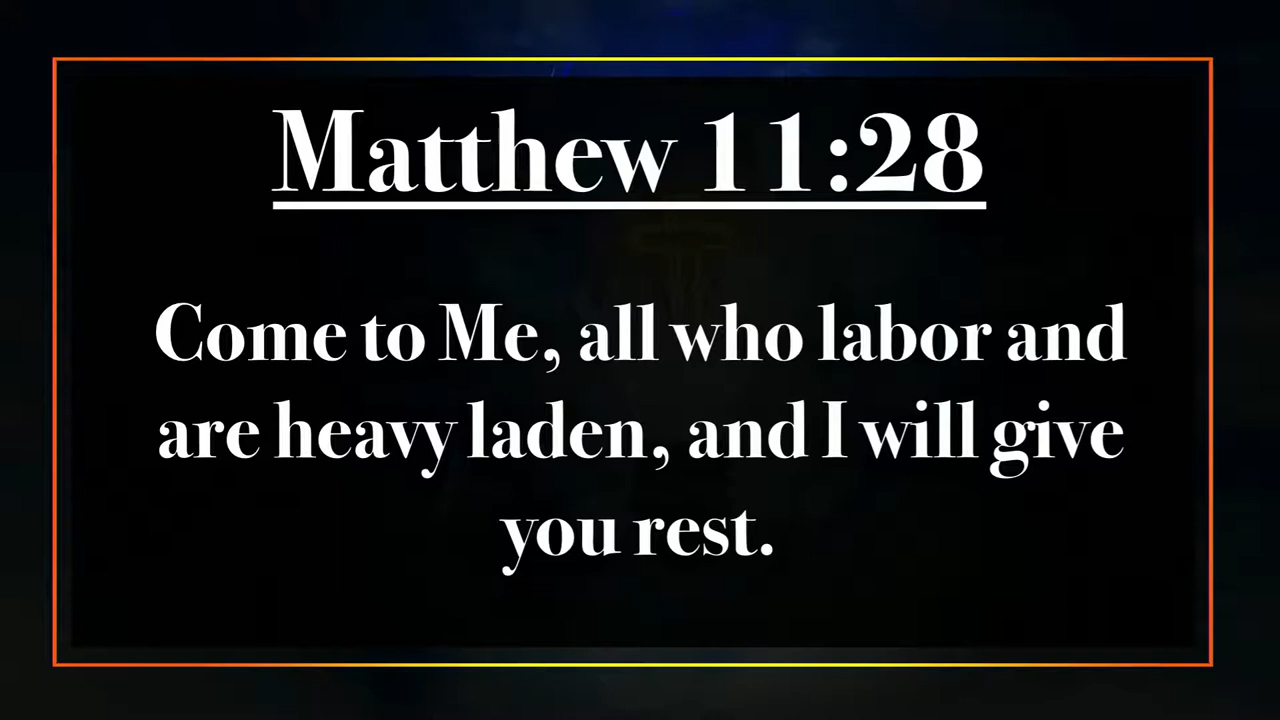 Matthew 11:28
Come to Me, all who labor and
are heavy laden, and I will give
you rest.